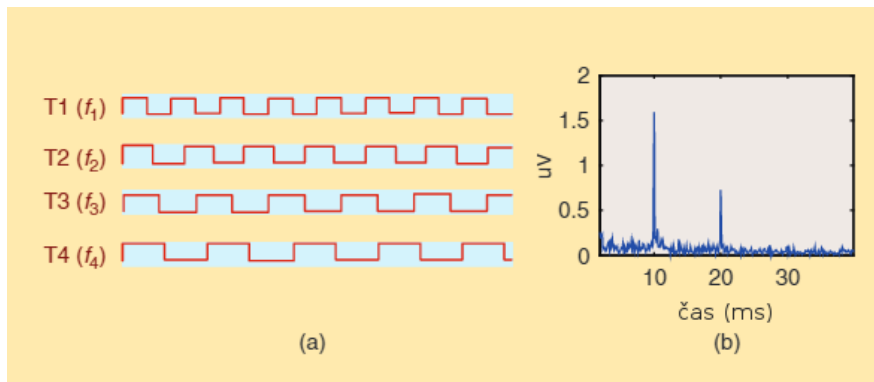 T1 (f1)
T2 (f2)
T3 (f3)
T4 (f4)
(a)
uv
2
1.5
1
0.5
0
10 20 30
čas (ms)
(b)